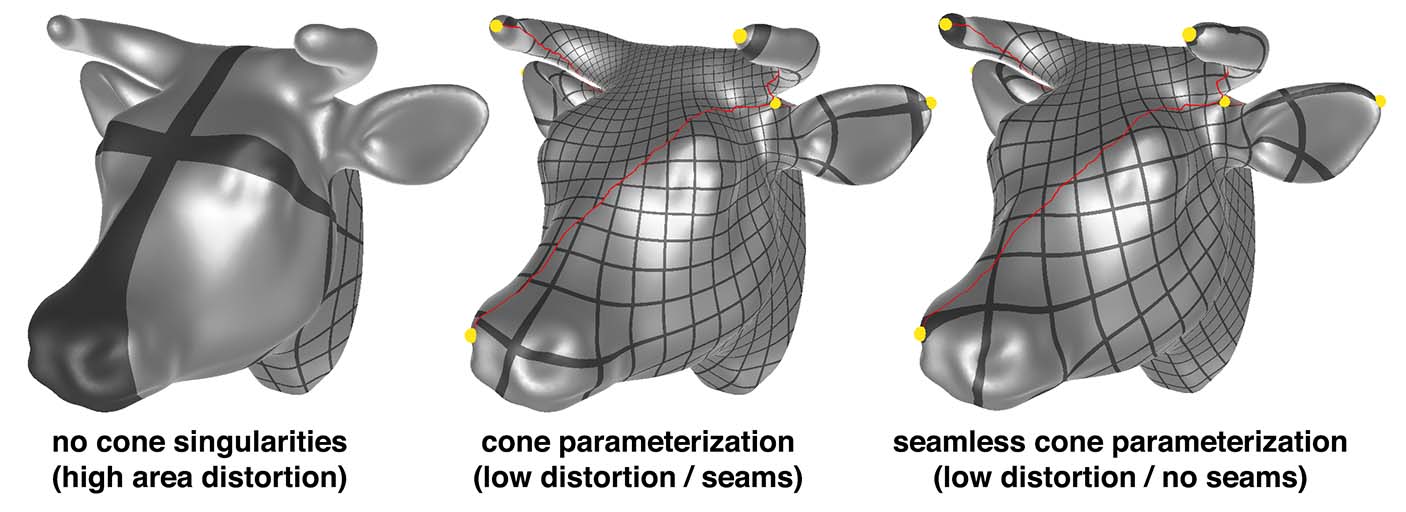 no cone singularities
(high area distortion)
cone parameterization
(low distortion / seams)
seamless cone parameterization
(low distortion / no seams)